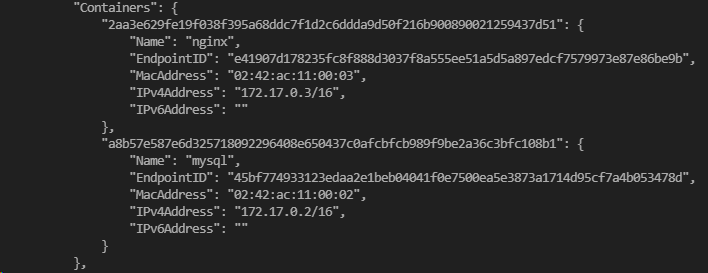 "Containers": {
"2aa3e629fe19f038f395a68ddc7f1d2c6ddda9d50f216b900890021259437d51": {
"Name": "nginx",
"EndpointID": "e41907d178235fc8f888d3037f8a555ee51a5d5a897edcf7579973e87e86be9b",
"MacAddress": "02:42:ac:11:00:03",
"IPv4Address": "172.17.0.3/16",
"IPv6Address": ""
},
"a8b57e587e6d325718092296408e650437c0afcbfcb989f9be2a36c3bfc108b1": {
"Name": "mysql",
"EndpointID": "45bf774933123edaa2e1beb04041f0e7500ea5e3873a1714d95cf7a4b053478d",
"MacAddress": "02:42:ac:11:00:02",
"IPv4Address": "172.17.0.2/16",
"IPv6Address": ""
}
},